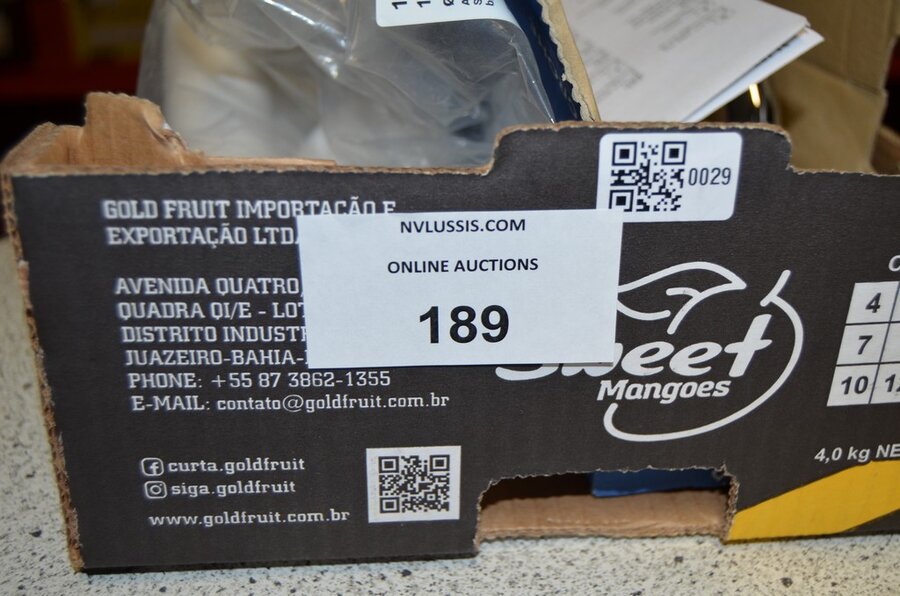 0029
GOLD FRUIT IMPORTAÇÃO E
EXPORTAÇÃO LTDA
NVLUSSIS.COM
ONLINE AUCTIONS
189
AVENIDA QUATRO,
QUADRA QI/E - LOT
DISTRITO INDUSTR
JUAZEIRO-BAHIA-
PHONE: +55 87 3862-1355
E-MAIL: contato@goldfruit.com.br
Sweet
Mangoes
4
7
10
4,0 kg NE
curta.goldfruit
siga.goldfruit
www.goldfruit.com.br